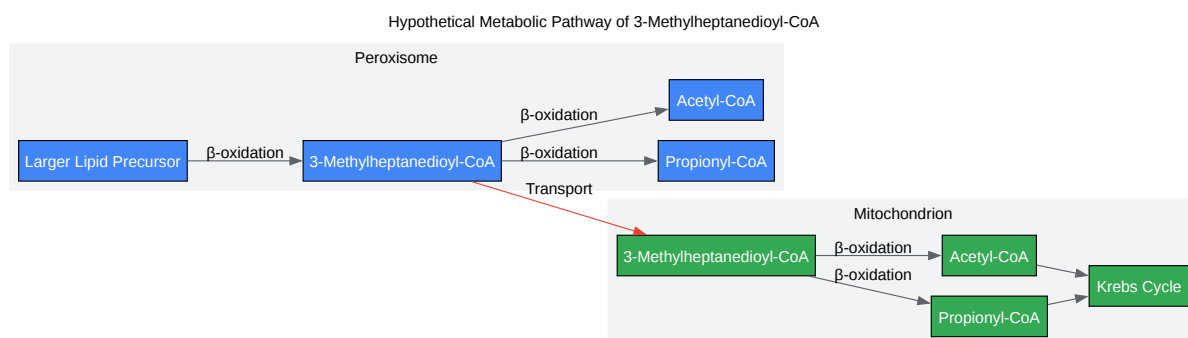 Hypothetical Metabolic Pathway of 3-Methylheptanedioyl-CoA
Peroxisome
Larger Lipid Precursor
β-oxidation
3-Methylheptanedioyl-CoA
β-oxidation
Acetyl-CoA
β-oxidation
Propionyl-CoA
Transport
Mitochondrion
3-Methylheptanedioyl-CoA
β-oxidation
Acetyl-CoA
β-oxidation
Propionyl-CoA
Krebs Cycle